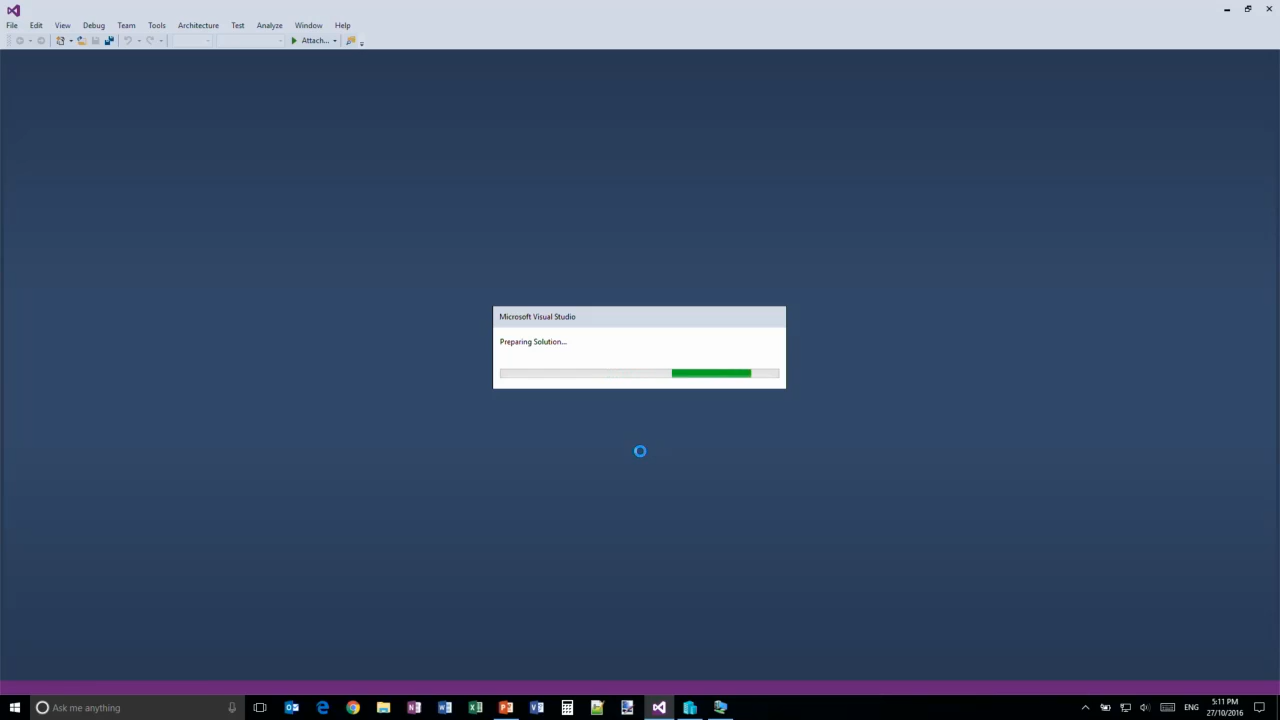 File Edit View Debug Team Tools Architecture Test Analyze Window Help
Attach...
Microsoft Visual Studio
Preparing Solution...
Ask me anything
ENG
5:11 PM
27/10/2016